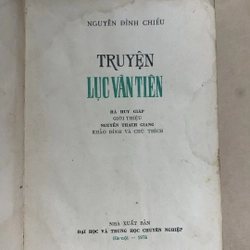 NGUYỄN ĐÌNH CHIỂU
TRUYỆN
LỤC VÂN TIÊN
HÀ HUY GIÁP
GIỚI THIỆU
NGUYỄN THẠCH GIANG
KHẢO ĐÍNH VÀ CHÚ THÍCH
NHÀ XUẤT BẢN
ĐẠI HỌC VÀ TRUNG HỌC CHUYÊN NGHIỆP
Hà-nội —